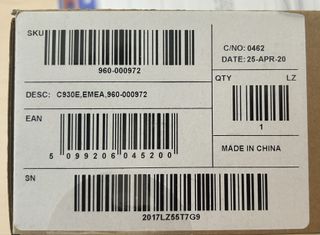 SKU
960-000972
C/NO: 0462
DATE: 25-APR-20
DESC: C930E,EMEA,960-000972
QTY LZ
1
EAN
5 099206 045200
MADE IN CHINA
SN
2017LZ55T7G9